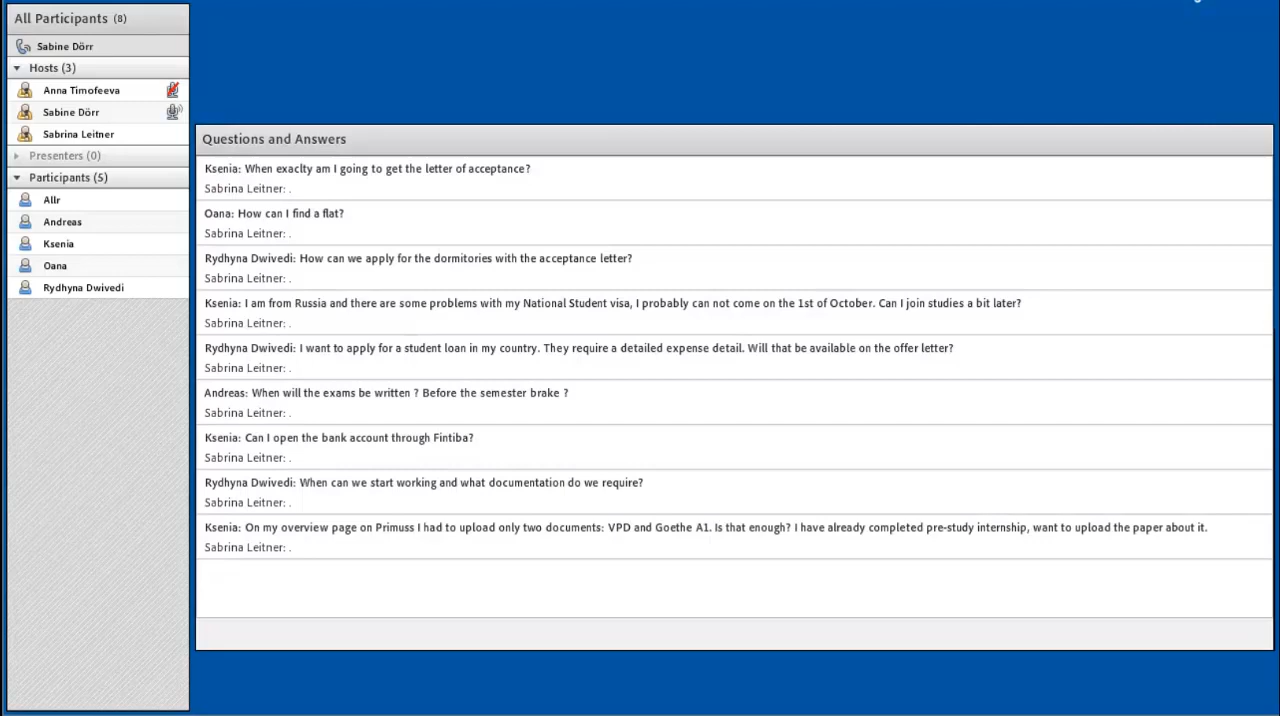 All Participants (8)
Sabine Dörr
Hosts (3)
Anna Timofeeva
Sabine Dörr
Sabrina Leitner
Presenters (0)
Participants (5)
Allr
Andreas
Ksenia
Oana
Rydhyna Dwivedi
Questions and Answers
Ksenia: When exaclty am I going to get the letter of acceptance?
Sabrina Leitner: .
Oana: How can I find a flat?
Sabrina Leitner: .
Rydhyna Dwivedi: How can we apply for the dormitories with the acceptance letter?
Sabrina Leitner: .
Ksenia: I am from Russia and there are some problems with my National Student visa, I probably can not come on the 1st of October. Can I join studies a bit later?
Sabrina Leitner: .
Rydhyna Dwivedi: I want to apply for a student loan in my country. They require a detailed expense detail. Will that be available on the offer letter?
Sabrina Leitner: .
Andreas: When will the exams be written ? Before the semester brake ?
Sabrina Leitner: .
Ksenia: Can I open the bank account through Fintiba?
Sabrina Leitner: .
Rydhyna Dwivedi: When can we start working and what documentation do we require?
Sabrina Leitner: .
Ksenia: On my overview page on Primuss I had to upload only two documents: VPD and Goethe A1. Is that enough? I have already completed pre-study internship, want to upload the paper about it.
Sabrina Leitner: .